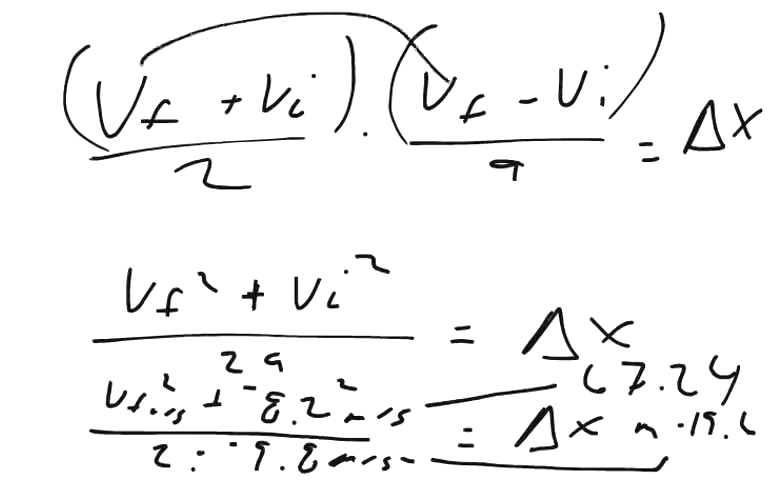 (Vf + Vi)/2 · (Vf - Vi)/a = Δx
Vf² + Vi²/2a = Δx
67.24
Vf m/s² + -8.2² m/s/2 · -9.8 m/s = Δx m · 19.6